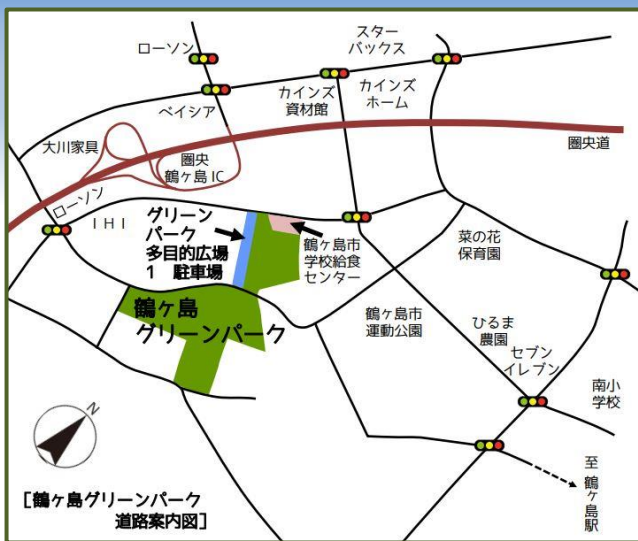 スター
バックス
ローソン
カインズ
資材館
カインズ
ホーム
ベイシア
大川家具
圏央
鶴ヶ島IC
圏央道
ローソン
IHI
グリーン
パーク
多目的広場
1 駐車場
鶴ヶ島市
学校給食
センター
菜の花
保育園
鶴ヶ島
グリーンパーク
鶴ヶ島市
運動公園
ひるま
農園
セブン
イレブン
南小
学校
N
至 鶴ヶ島駅
[鶴ヶ島グリーンパーク
道路案内図]